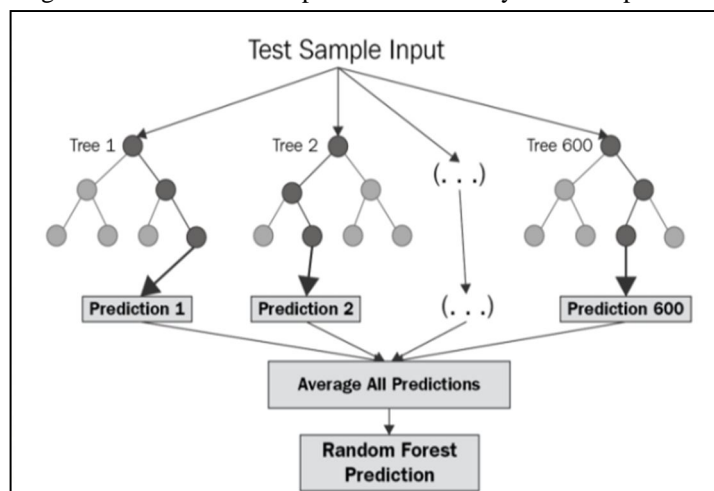 Test Sample Input
Tree 1
Tree 2
Tree 600
(. . .)
Prediction 1
Prediction 2
(. . .)
Prediction 600
Average All Predictions
Random Forest
Prediction